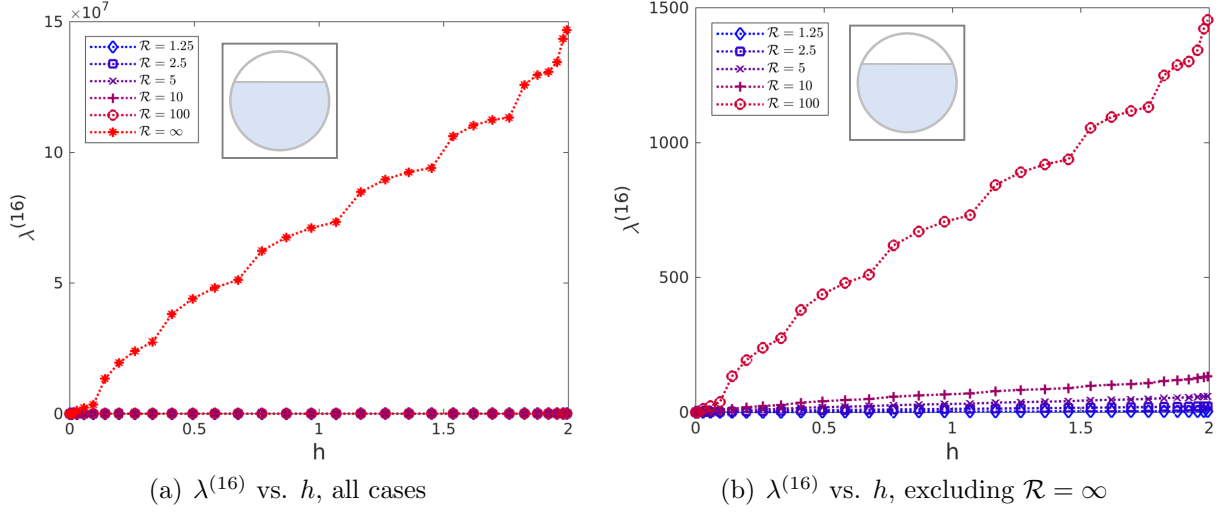 15 × 10⁷
10
5
0
0 0.5 1 1.5 2
h
λ⁽¹⁶⁾
ℛ = 1.25
ℛ = 2.5
ℛ = 5
ℛ = 10
ℛ = 100
ℛ = ∞
(a) λ⁽¹⁶⁾ vs. h, all cases
1500
1000
500
0
0 0.5 1 1.5 2
h
λ⁽¹⁶⁾
ℛ = 1.25
ℛ = 2.5
ℛ = 5
ℛ = 10
ℛ = 100
(b) λ⁽¹⁶⁾ vs. h, excluding ℛ = ∞